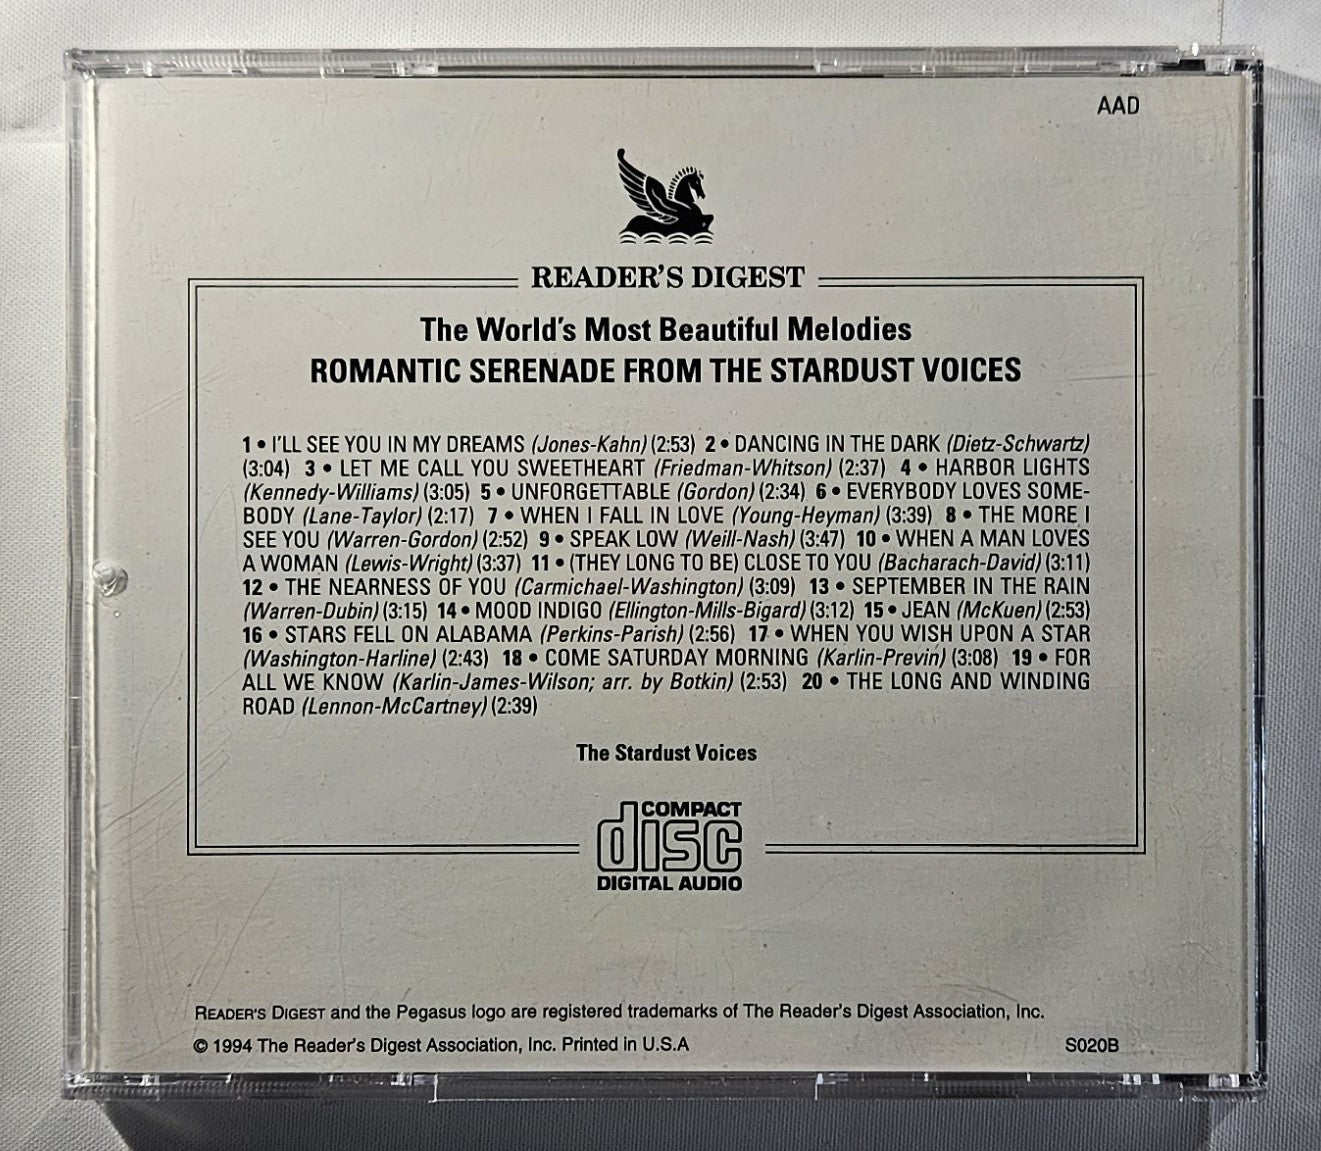 AAD
READER'S DIGEST
The World's Most Beautiful Melodies
ROMANTIC SERENADE FROM THE STARDUST VOICES
1 • I'LL SEE YOU IN MY DREAMS (Jones-Kahn) (2:53) 2 • DANCING IN THE DARK (Dietz-Schwartz)
(3:04) 3 • LET ME CALL YOU SWEETHEART (Friedman-Whitson) (2:37) 4 • HARBOR LIGHTS
(Kennedy-Williams) (3:05) 5 • UNFORGETTABLE (Gordon) (2:34) 6 • EVERYBODY LOVES SOME-
BODY (Lane-Taylor) (2:17) 7 • WHEN I FALL IN LOVE (Young-Heyman) (3:39) 8 • THE MORE I
SEE YOU (Warren-Gordon) (2:52) 9 • SPEAK LOW (Weill-Nash) (3:47) 10 • WHEN A MAN LOVES
A WOMAN (Lewis-Wright) (3:37) 11 • (THEY LONG TO BE) CLOSE TO YOU (Bacharach-David) (3:11)
12 • THE NEARNESS OF YOU (Carmichael-Washington) (3:09) 13 • SEPTEMBER IN THE RAIN
(Warren-Dubin) (3:15) 14 • MOOD INDIGO (Ellington-Mills-Bigard) (3:12) 15 • JEAN (McKuen) (2:53)
16 • STARS FELL ON ALABAMA (Perkins-Parish) (2:56) 17 • WHEN YOU WISH UPON A STAR
(Washington-Harline) (2:43) 18 • COME SATURDAY MORNING (Karlin-Previn) (3:08) 19 • FOR
ALL WE KNOW (Karlin-James-Wilson; arr. by Botkin) (2:53) 20 • THE LONG AND WINDING
ROAD (Lennon-McCartney) (2:39)
The Stardust Voices
COMPACT
disc
DIGITAL AUDIO
READER'S DIGEST and the Pegasus logo are registered trademarks of The Reader's Digest Association, Inc.
© 1994 The Reader's Digest Association, Inc. Printed in U.S.A
S020B